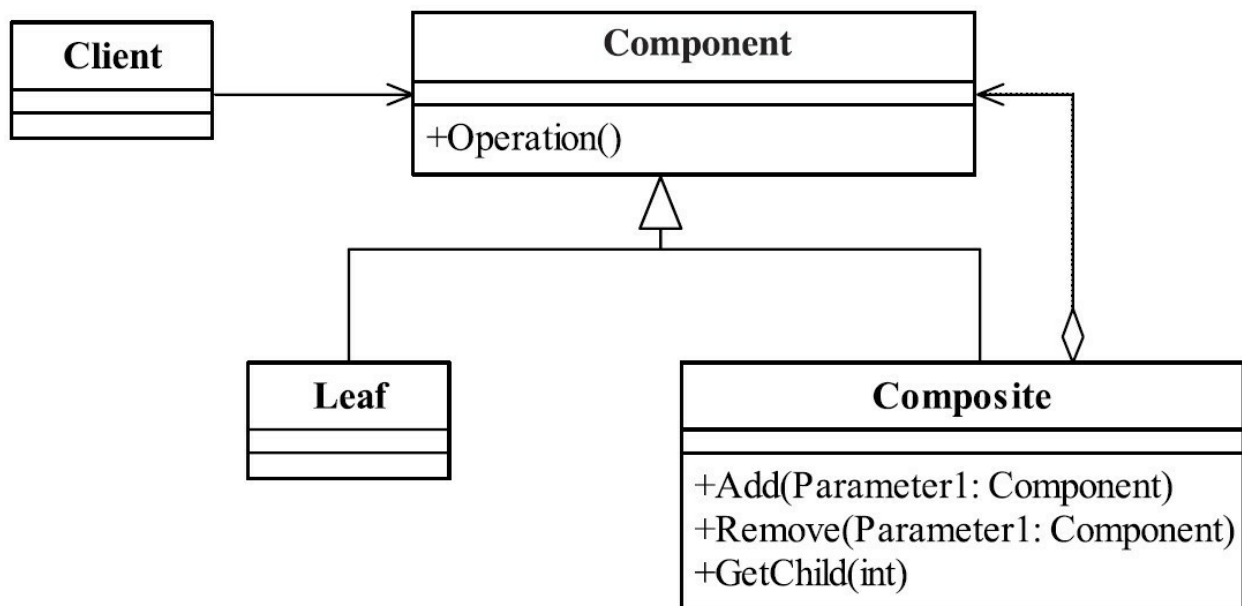 Client
Component
+Operation()
Leaf
Composite
+Add(Parameter1: Component)
+Remove(Parameter1: Component)
+GetChild(int)